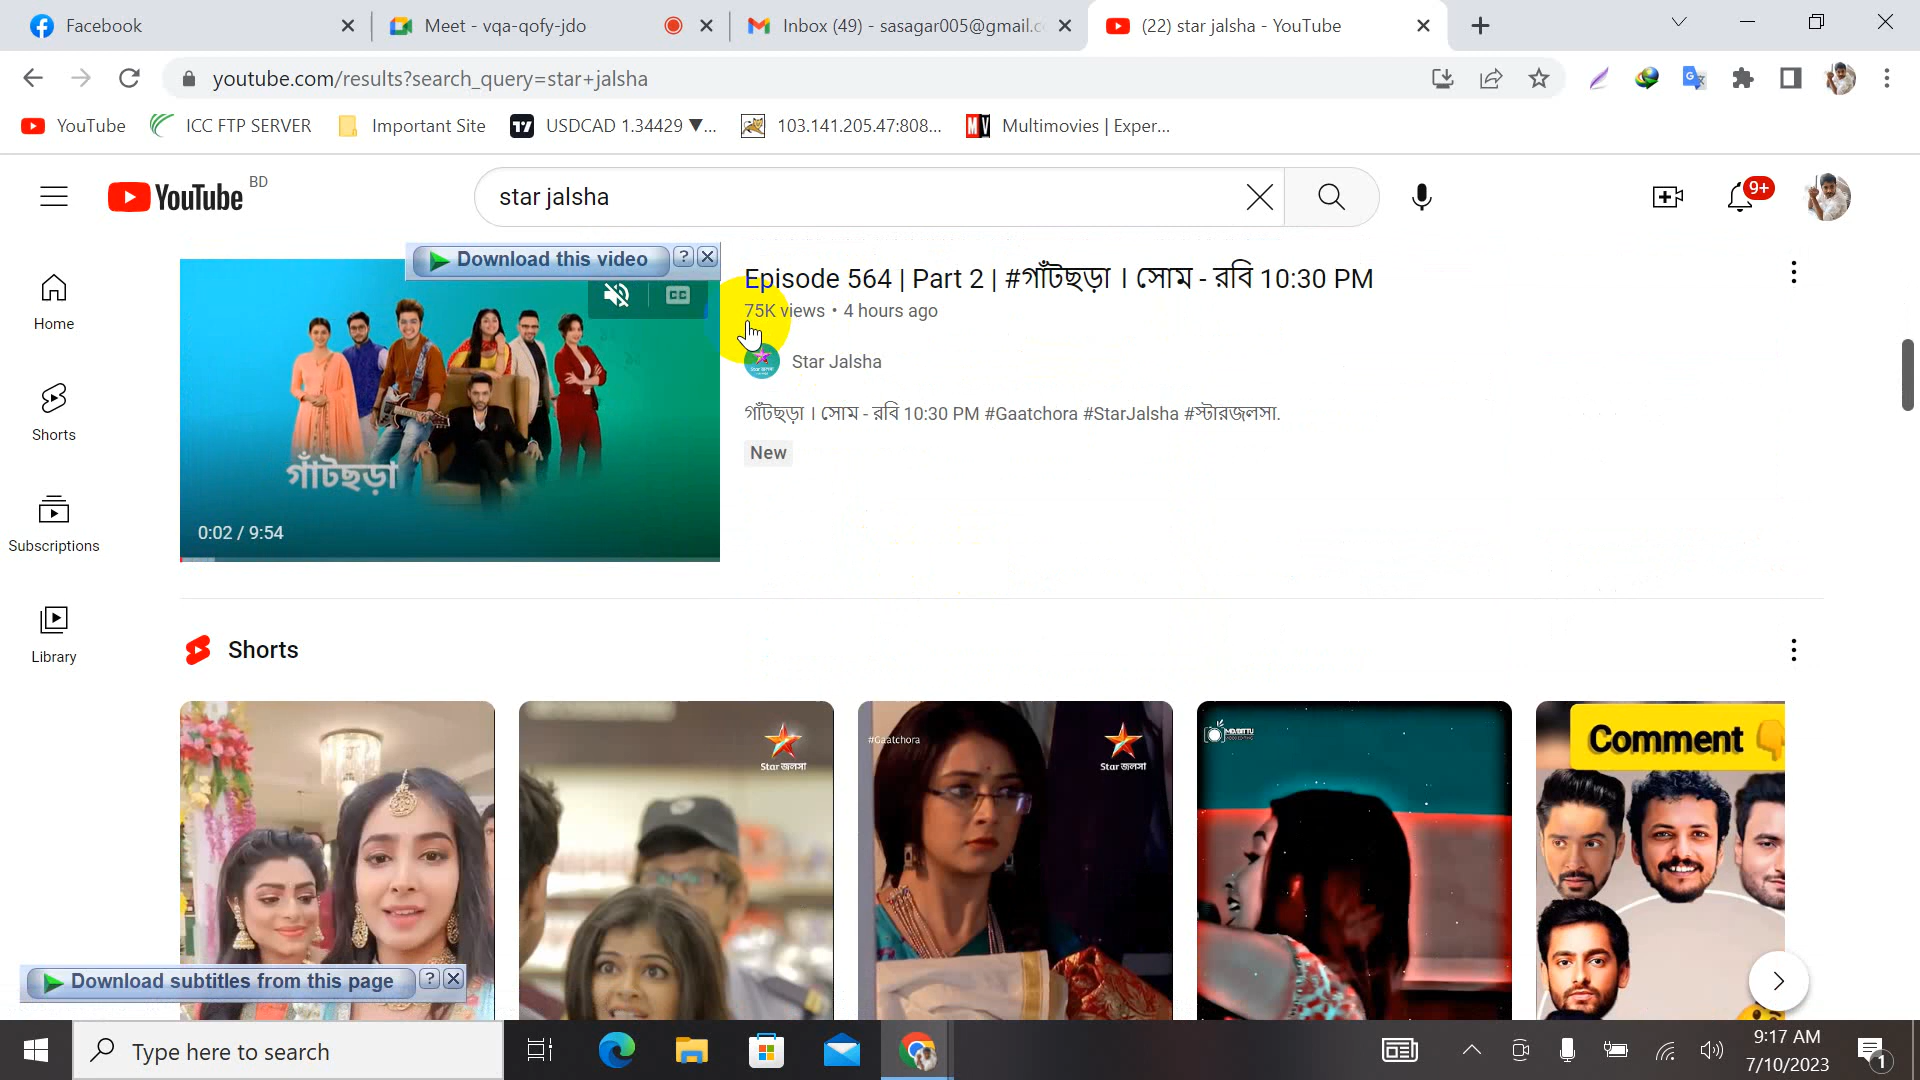 Facebook
Meet - vqa-qofy-jdo
Inbox (49) - sasagar005@gmail.c
(22) star jalsha - YouTube
youtube.com/results?search_query=star+jalsha
YouTube
ICC FTP SERVER
Important Site
USDCAD 1.34429 ▼...
103.141.205.47:808...
Multimovies | Exper...
YouTube BD
star jalsha
9+
Home
Shorts
Subscriptions
Library
Download this video ?
CC
গাঁটছড়া
0:02 / 9:54
Episode 564 | Part 2 | #গাঁটছড়া । সোম - রবি 10:30 PM
75K views • 4 hours ago
Star Jalsha
গাঁটছড়া । সোম - রবি 10:30 PM #Gaatchora #StarJalsha #স্টারজলসা.
New
Shorts
Star জলসা
#Gaatchora
Star জলসা
Comment
Download subtitles from this page ?
Type here to search
9:17 AM
7/10/2023
1